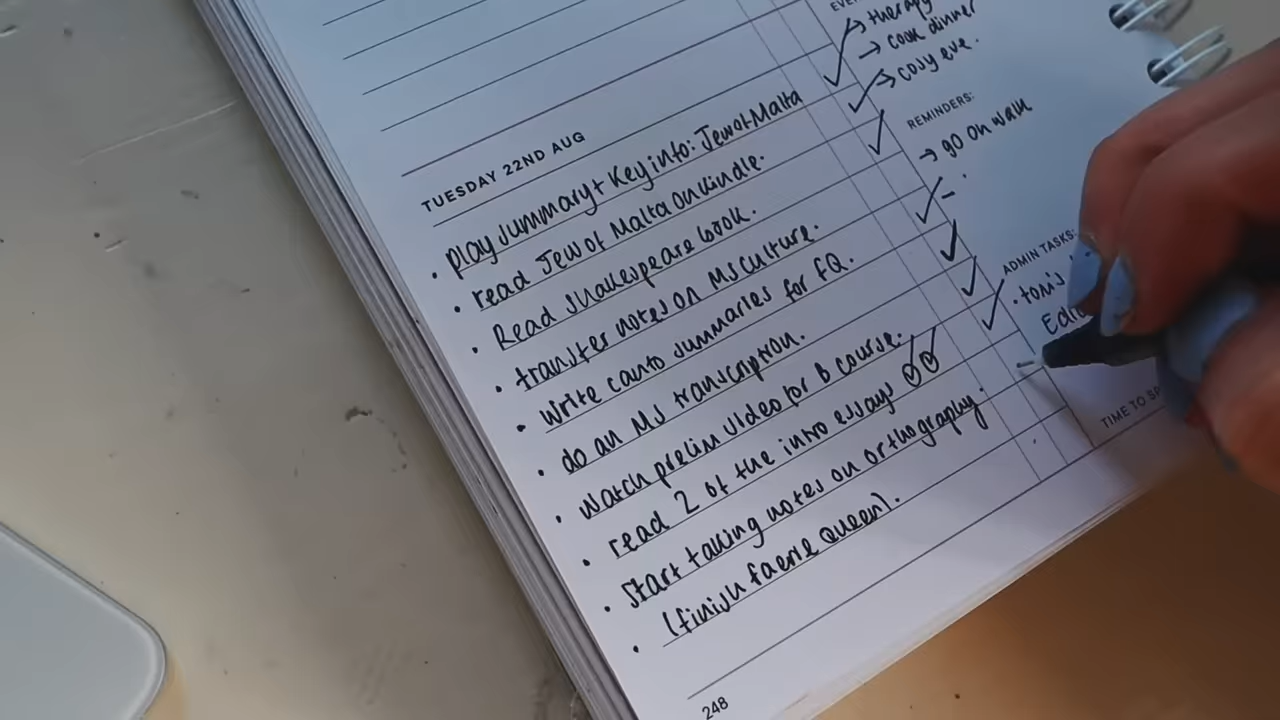 TUESDAY 22ND AUG
• play summary + key info: Jew of Malta
• read Jew of Malta on kindle.
• Read Shakespeare book.
• transfer notes on MS culture.
• write canto summaries for FQ.
• do an MS transcription.
• watch prelim video for B course.
• read 2 of the intro essays
• start taking notes on orthography.
• (finish faerie Queen).
248
→ therapy
→ cook dinner
→ cosy eve.
REMINDERS:
→ go on walk
-
ADMIN TASKS:
• tom's
TIME TO